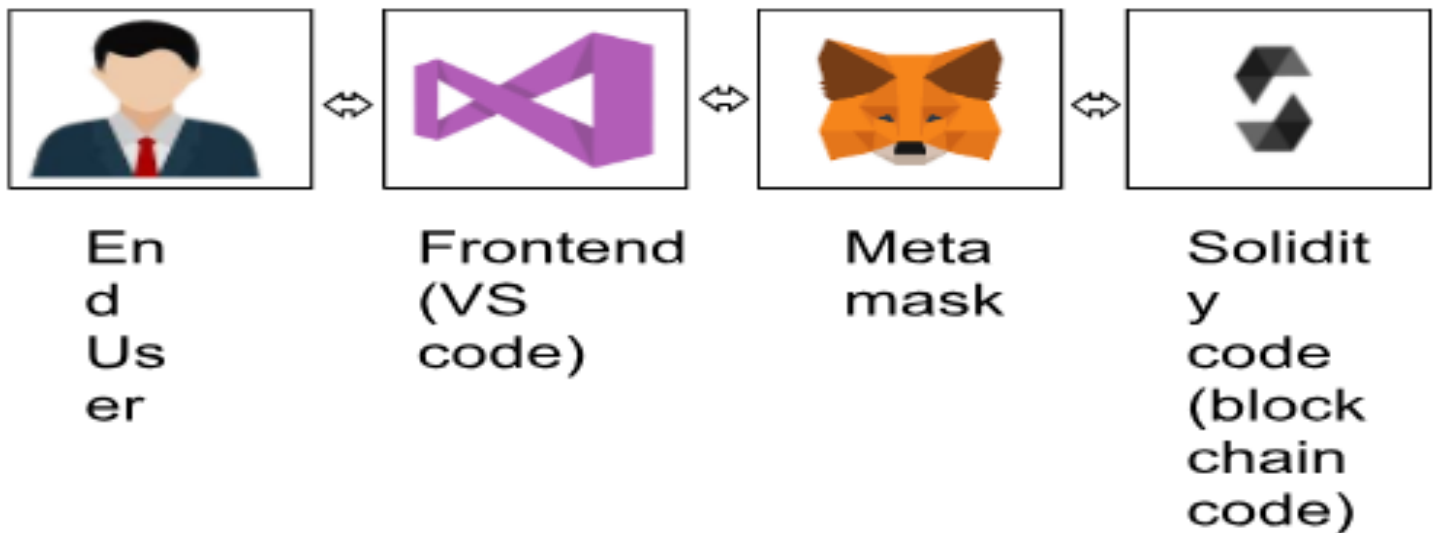 En
d
Us
er
Frontend
(VS
code)
Meta
mask
Solidit
y
code
(block
chain
code)